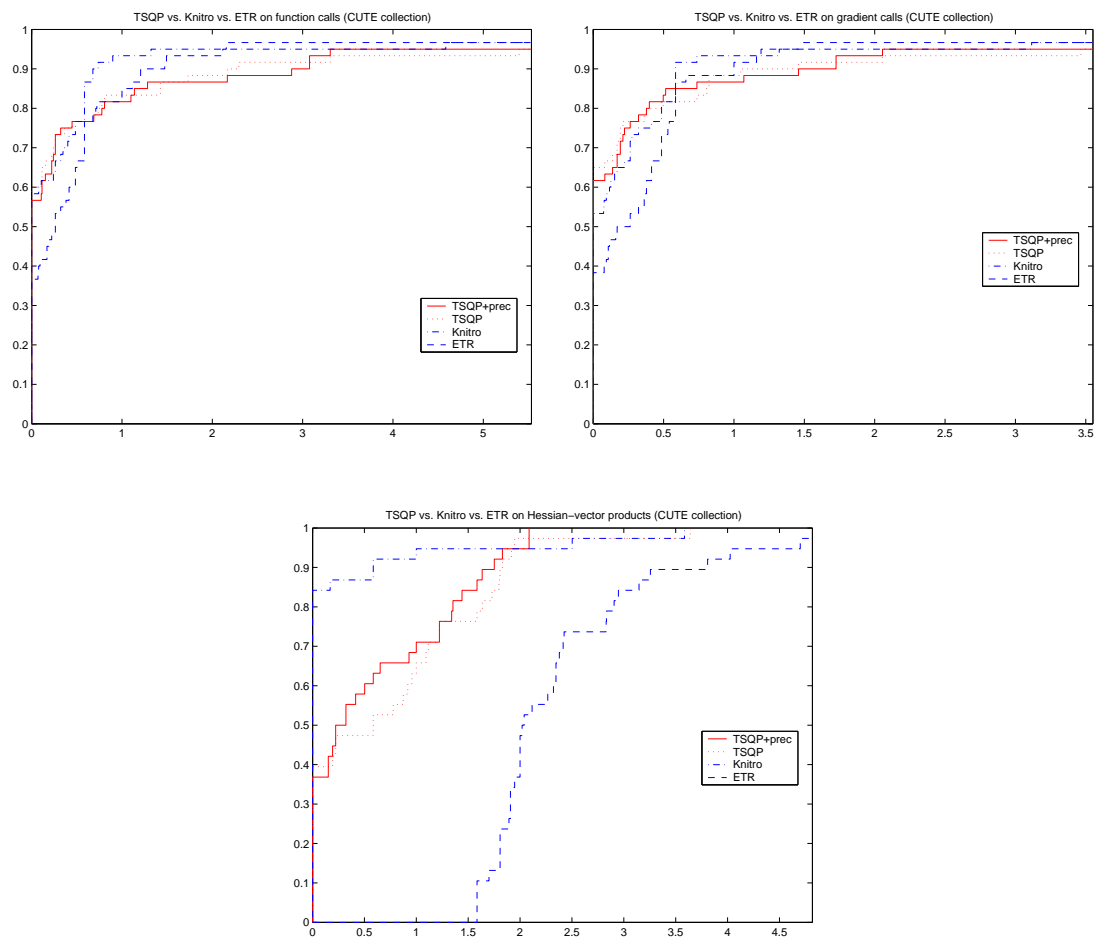 TSQP vs. Knitro vs. ETR on function calls (CUTE collection)
1
0.9
0.8
0.7
0.6
0.5
0.4
0.3
0.2
0.1
0
0 1 2 3 4 5
TSQP+prec
TSQP
Knitro
ETR
TSQP vs. Knitro vs. ETR on gradient calls (CUTE collection)
1
0.9
0.8
0.7
0.6
0.5
0.4
0.3
0.2
0.1
0
0 0.5 1 1.5 2 2.5 3 3.5
TSQP+prec
TSQP
Knitro
ETR
TSQP vs. Knitro vs. ETR on Hessian−vector products (CUTE collection)
1
0.9
0.8
0.7
0.6
0.5
0.4
0.3
0.2
0.1
0
0 0.5 1 1.5 2 2.5 3 3.5 4 4.5
TSQP+prec
TSQP
Knitro
ETR